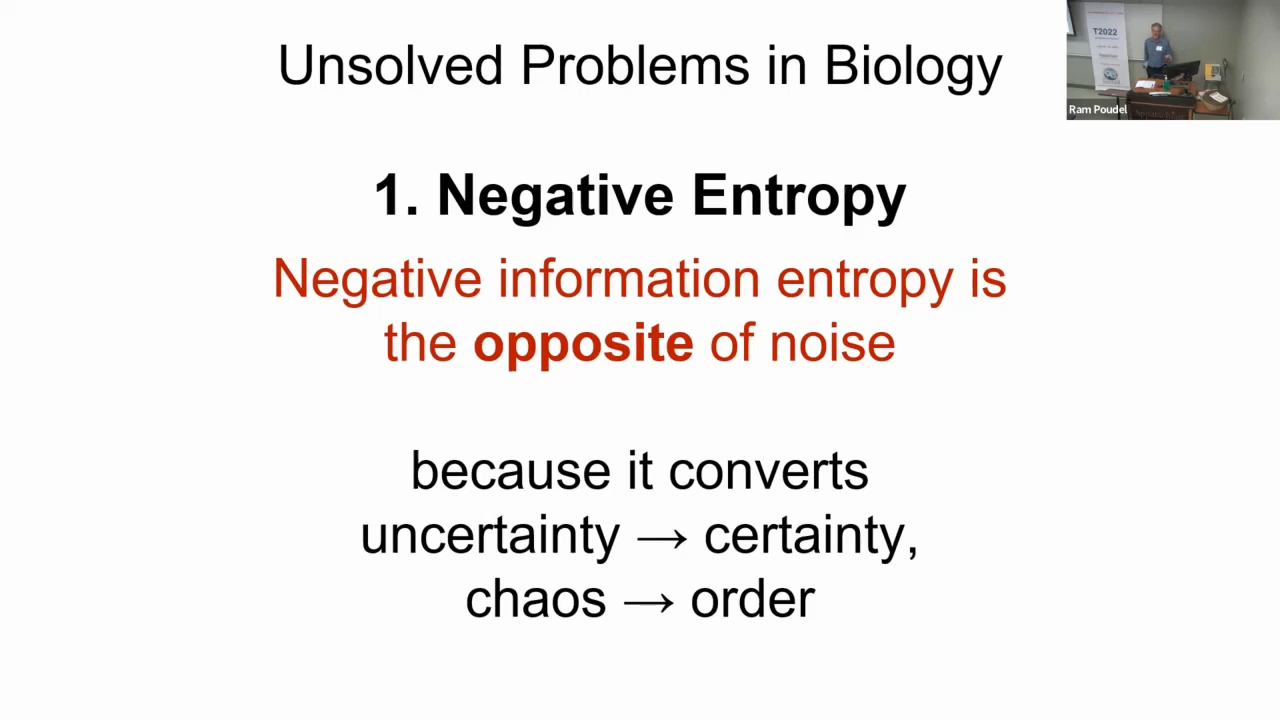 Unsolved Problems in Biology
1. Negative Entropy
Negative information entropy is
the opposite of noise
because it converts
uncertainty → certainty,
chaos → order
T2022
Ram Poudel